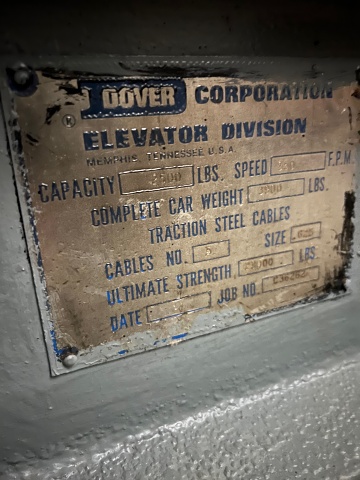 DOVER CORPORATION
®
ELEVATOR DIVISION
MEMPHIS, TENNESSEE U.S.A.
CAPACITY LBS. SPEED F.P.M.
COMPLETE CAR WEIGHT LBS.
TRACTION STEEL CABLES
CABLES NO. SIZE
ULTIMATE STRENGTH LBS.
DATE JOB NO.